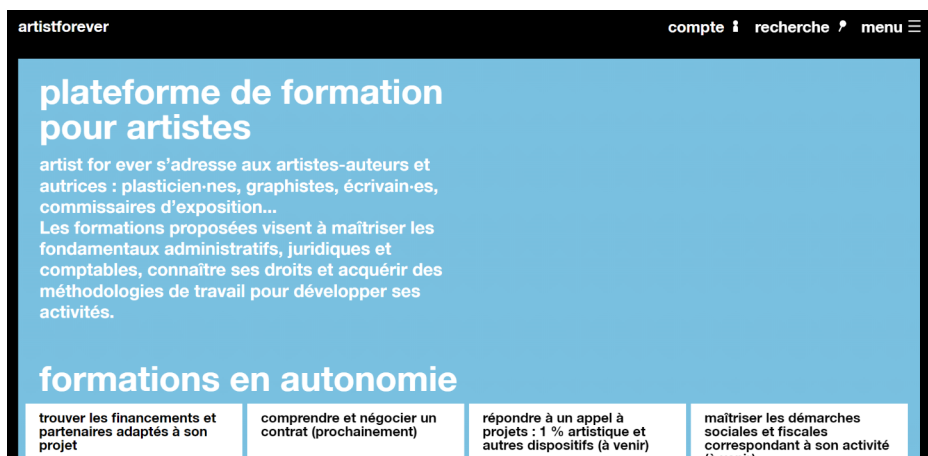 artistforever
compte recherche menu
plateforme de formation
pour artistes
artist for ever s’adresse aux artistes-auteurs et
autrices : plasticien·nes, graphistes, écrivain·es,
commissaires d’exposition...
Les formations proposées visent à maîtriser les
fondamentaux administratifs, juridiques et
comptables, connaître ses droits et acquérir des
méthodologies de travail pour développer ses
activités.
formations en autonomie
trouver les financements et
partenaires adaptés à son
projet
comprendre et négocier un
contrat (prochainement)
répondre à un appel à
projets : 1 % artistique et
autres dispositifs (à venir)
maîtriser les démarches
sociales et fiscales
correspondant à son activité